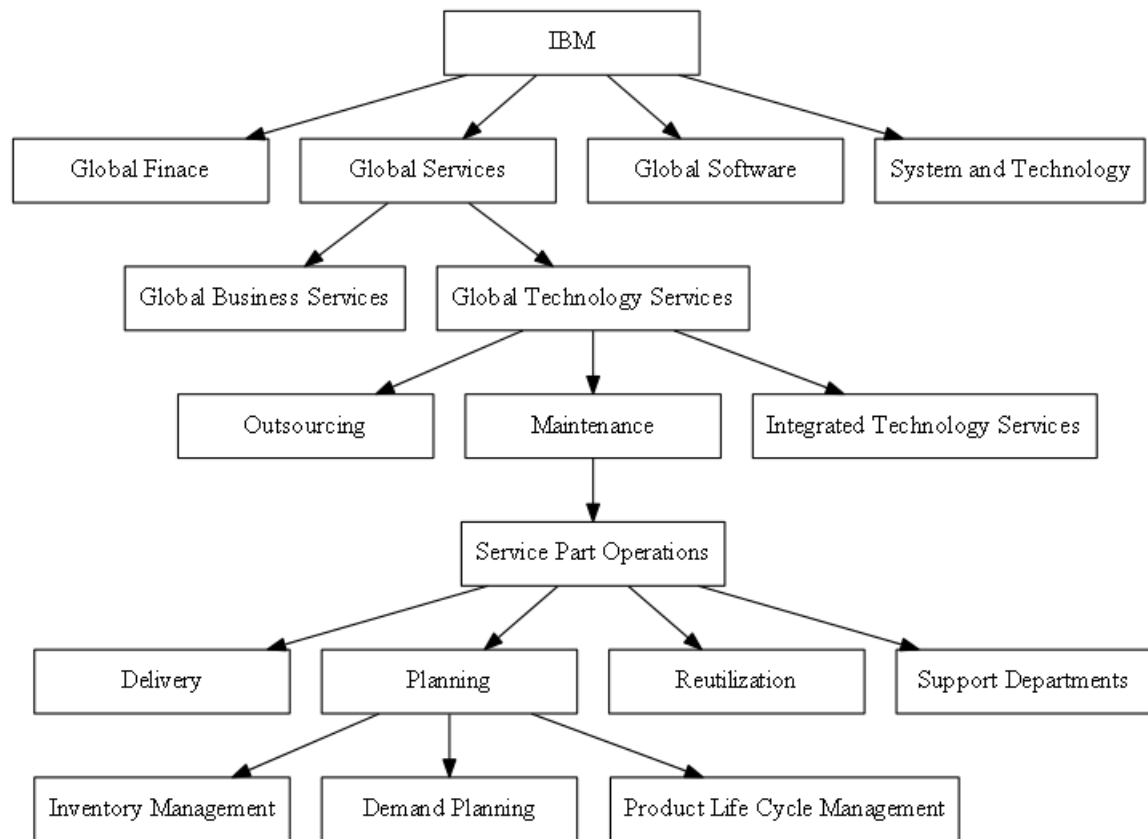 IBM
Global Finace
Global Services
Global Software
System and Technology
Global Business Services
Global Technology Services
Outsourcing
Maintenance
Integrated Technology Services
Service Part Operations
Delivery
Planning
Reutilization
Support Departments
Inventory Management
Demand Planning
Product Life Cycle Management